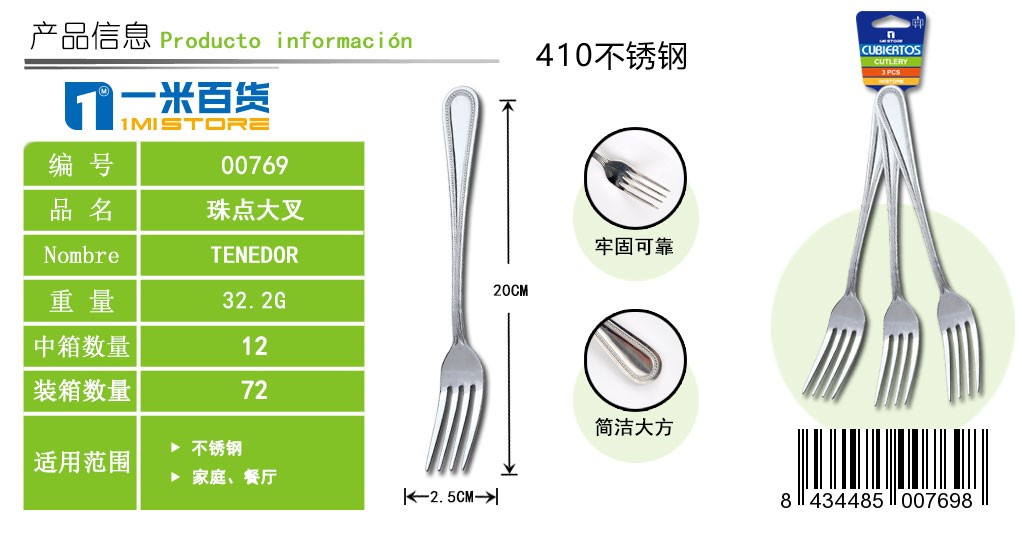 产品信息 Producto información
410不锈钢
1 M 一米百货
1MISTORE
编 号 00769
品 名 珠点大叉
Nombre TENEDOR
重 量 32.2G
中箱数量 12
装箱数量 72
适用范围
▶ 不锈钢
▶ 家庭、餐厅
20CM
2.5CM
牢固可靠
简洁大方
1MISTORE
CUBIERTOS
CUTLERY
3 PCS
1MISTORE
8 434485 007698